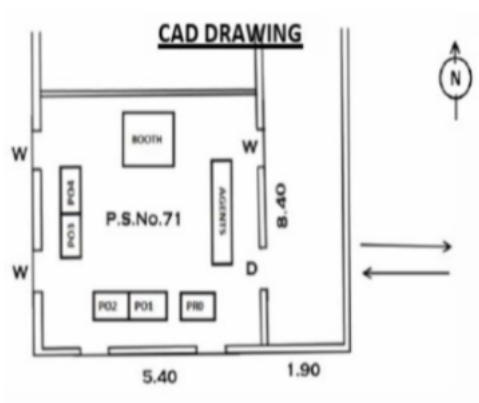 CAD DRAWING
N
BOOTH
W
W
PO4
PO3
P.S.No.71
AGENTS
8.40
W
D
PO2
PO1
PRO
5.40
1.90